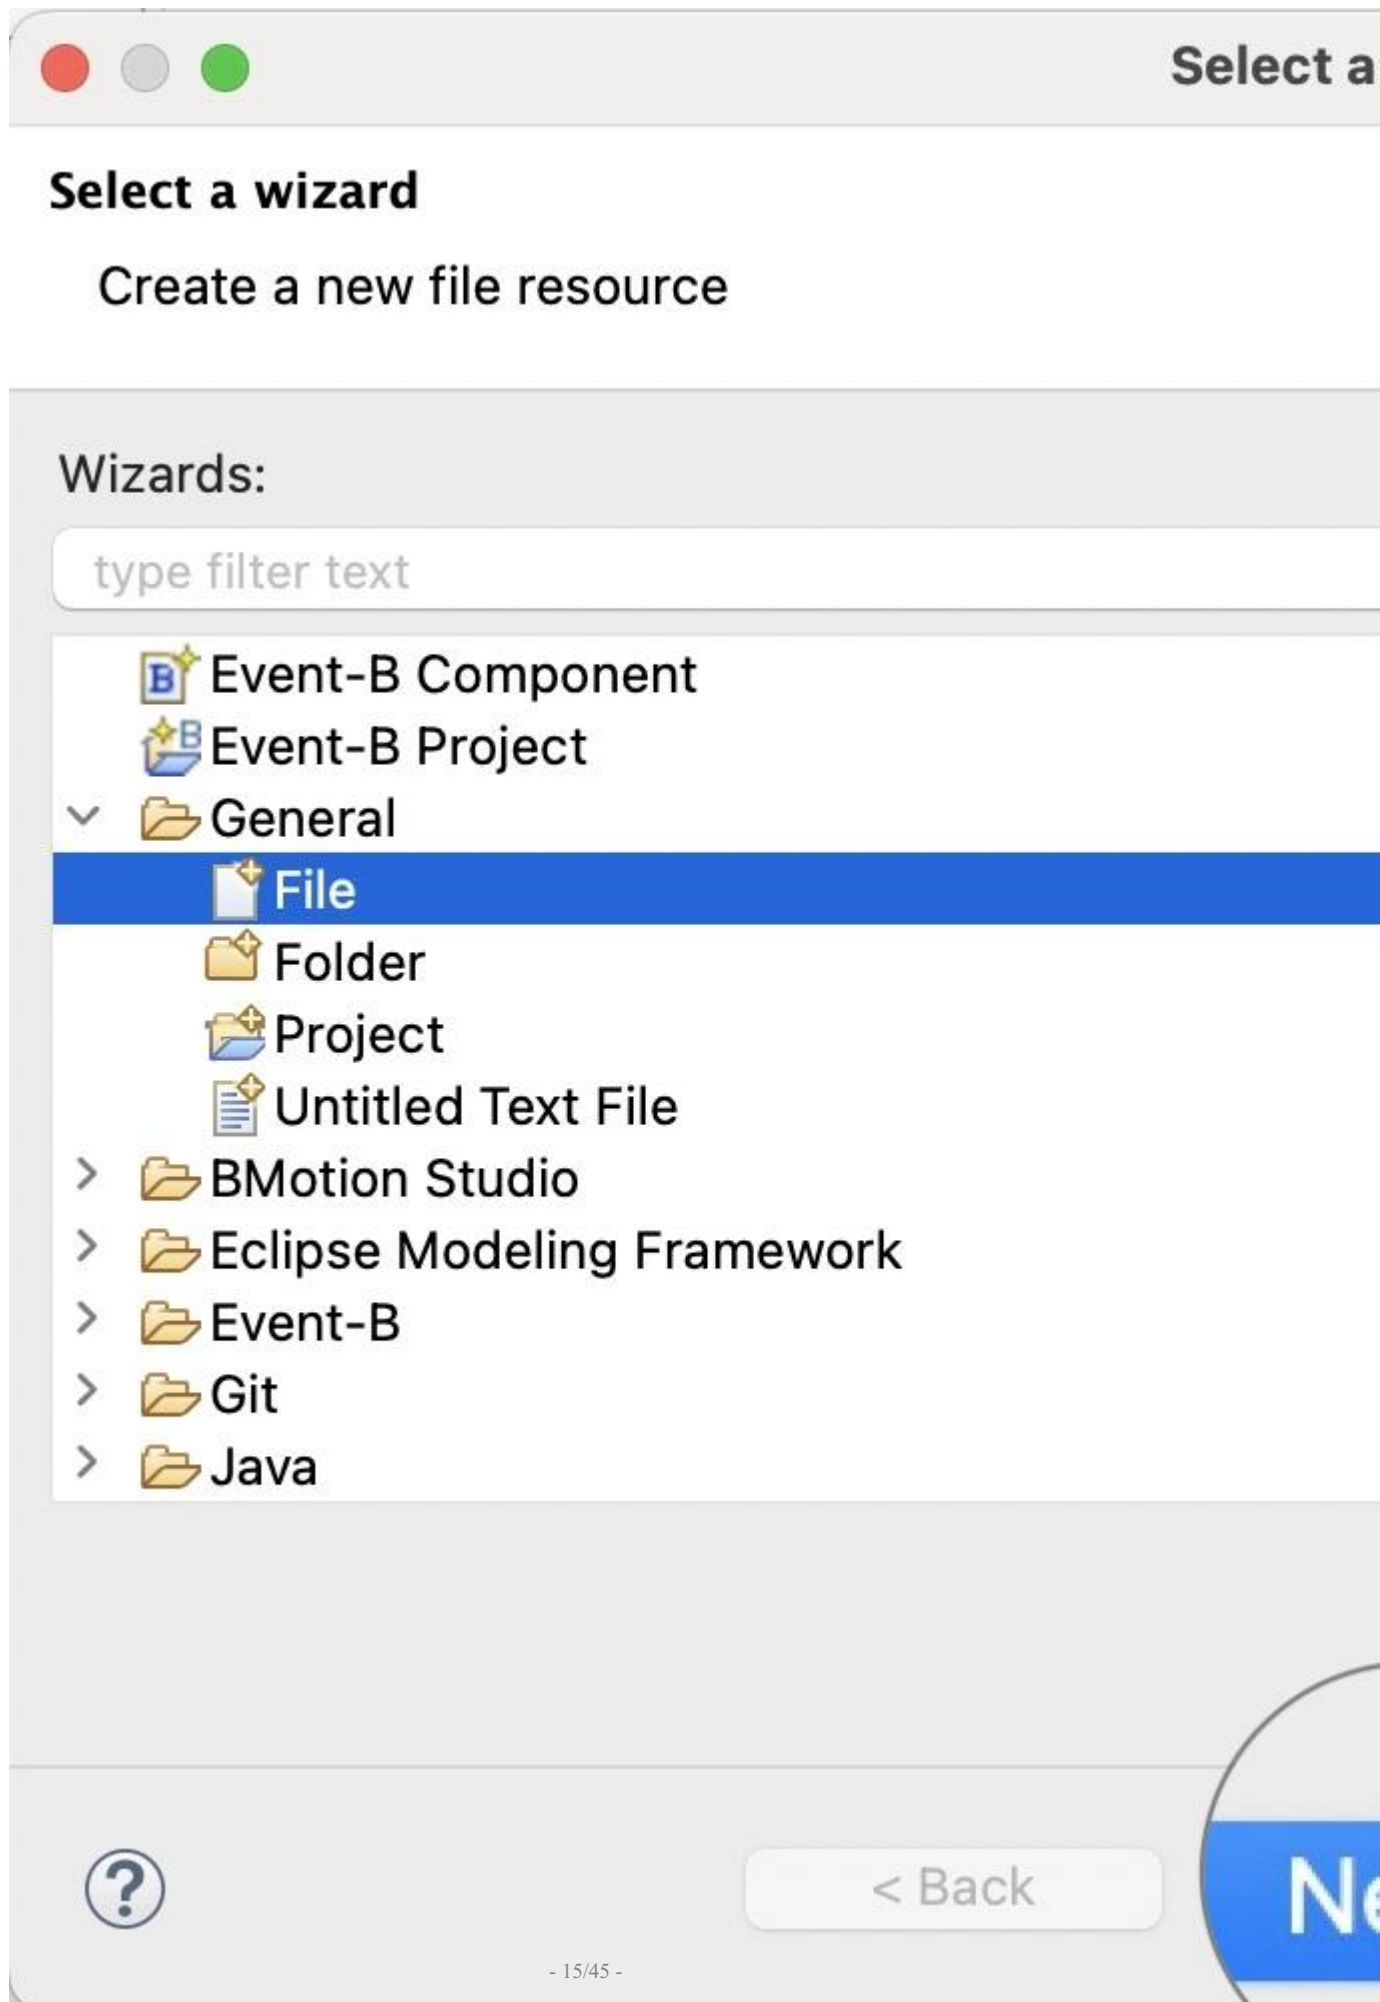 Select a
Select a wizard
Create a new file resource
Wizards:
type filter text
Event-B Component
Event-B Project
General
File
Folder
Project
Untitled Text File
BMotion Studio
Eclipse Modeling Framework
Event-B
Git
Java
?
< Back
Ne
- 15/45 -